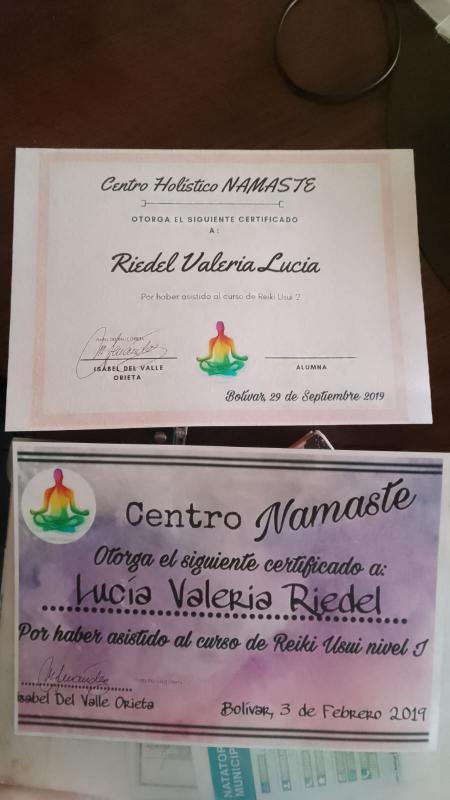 Centro Holístico NAMASTE
OTORGA EL SIGUIENTE CERTIFICADO
A:
Riedel Valeria Lucia
Por haber asistido al curso de Reiki Usui 2
ISABEL DEL VALLE
ORIETA
ALUMNA
Bolívar, 29 de Septiembre 2019
Centro Namaste
Otorga el siguiente certificado a:
Lucía Valeria Riedel
Por haber asistido al curso de Reiki Usui nivel I
Isabel Del Valle Orieta
Bolívar, 3 de Febrero 2019
NATATOR
MUNICIP